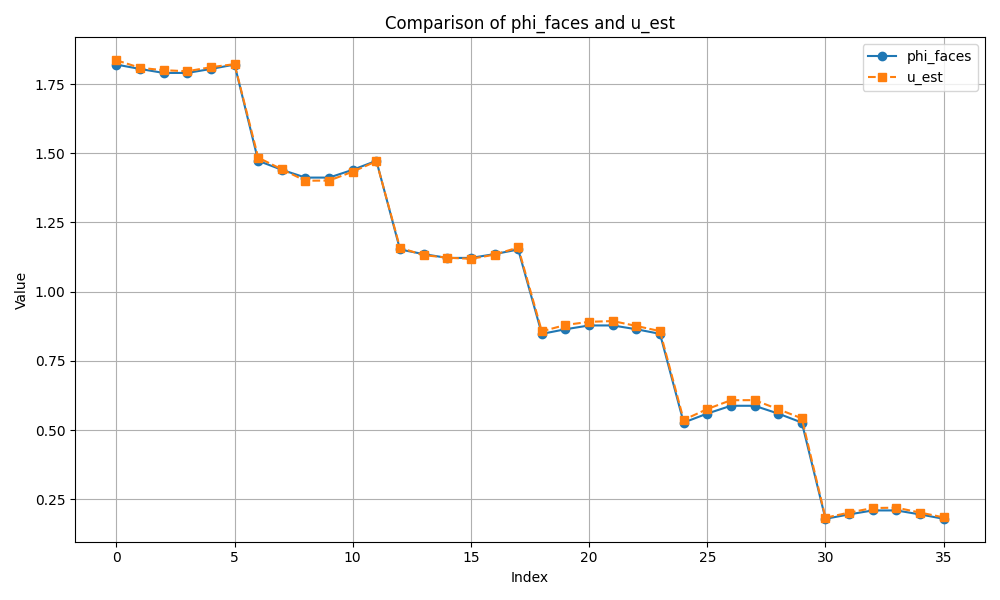 Comparison of phi_faces and u_est
phi_faces
u_est
1.75
1.50
1.25
1.00
0.75
0.50
0.25
Value
0 5 10 15 20 25 30 35
Index